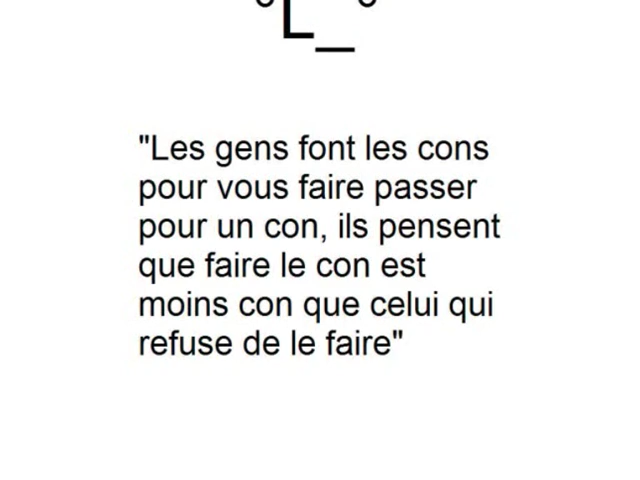 °L_°
"Les gens font les cons
pour vous faire passer
pour un con, ils pensent
que faire le con est
moins con que celui qui
refuse de le faire"